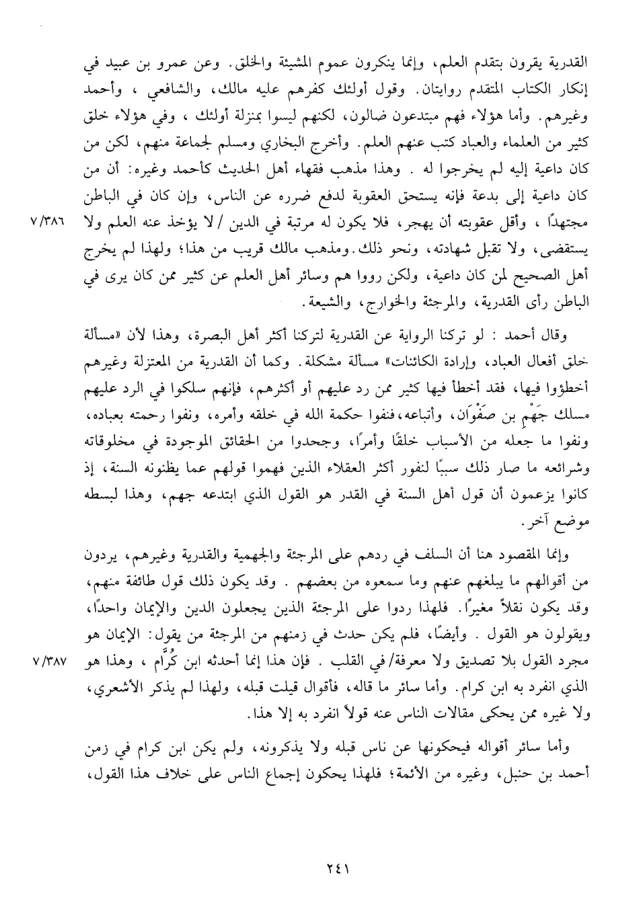 القدرية يقرون بتقدم العلم، وإنما ينكرون عموم المشيئة والخلق. وعن عمرو بن عبيد في
إنكار الكتاب المتقدم روايتان. وقول أولئك كفرهم عليه مالك، والشافعي ، وأحمد
وغيرهم. وأما هؤلاء فهم مبتدعون ضالون، لكنهم ليسوا بمنزلة أولئك ، وفي هؤلاء خلق
كثير من العلماء والعباد كتب عنهم العلم. وأخرج البخاري ومسلم لجماعة منهم، لكن من
كان داعية إليه لم يخرجوا له . وهذا مذهب فقهاء أهل الحديث كأحمد وغيره: أن من
كان داعية إلى بدعة فإنه يستحق العقوبة لدفع ضرره عن الناس، وإن كان في الباطن
٧/٣٨٦ مجتهدًا ، وأقل عقوبته أن يهجر، فلا يكون له مرتبة في الدين / لا يؤخذ عنه العلم ولا
يستقضى، ولا تقبل شهادته، ونحو ذلك. ومذهب مالك قريب من هذا؛ ولهذا لم يخرج
أهل الصحيح لمن كان داعية، ولكن رووا هم وسائر أهل العلم عن كثير ممن كان يرى في
الباطن رأى القدرية، والمرجئة والخوارج، والشيعة.
وقال أحمد : لو تركنا الرواية عن القدرية لتركنا أكثر أهل البصرة، وهذا لأن «مسألة
خلق أفعال العباد، وإرادة الكائنات» مسألة مشكلة. وكما أن القدرية من المعتزلة وغيرهم
أخطؤوا فيها، فقد أخطأ فيها كثير ممن رد عليهم أو أكثرهم، فإنهم سلكوا في الرد عليهم
مسلك جَهْم بن صَفْوَان، وأتباعه،فنفوا حكمة الله في خلقه وأمره، ونفوا رحمته بعباده،
ونفوا ما جعله من الأسباب خلقًا وأمرًا، وجحدوا من الحقائق الموجودة في مخلوقاته
وشرائعه ما صار ذلك سببًا لنفور أكثر العقلاء الذين فهموا قولهم عما يظنونه السنة، إذ
كانوا يزعمون أن قول أهل السنة في القدر هو القول الذي ابتدعه جهم، وهذا لبسطه
موضع آخر.
وإنما المقصود هنا أن السلف في ردهم على المرجئة والجهمية والقدرية وغيرهم، يردون
من أقوالهم ما يبلغهم عنهم وما سمعوه من بعضهم . وقد يكون ذلك قول طائفة منهم،
وقد يكون نقلاً مغيرًا. فلهذا ردوا على المرجئة الذين يجعلون الدين والإيمان واحدًا،
ويقولون هو القول . وأيضًا، فلم يكن حدث في زمنهم من المرجئة من يقول: الإيمان هو
٧/٣٨٧ مجرد القول بلا تصديق ولا معرفة/ في القلب . فإن هذا إنما أحدثه ابن كُرَّام ، وهذا هو
الذي انفرد به ابن كرام. وأما سائر ما قاله، فأقوال قيلت قبله، ولهذا لم يذكر الأشعري،
ولا غيره ممن يحكى مقالات الناس عنه قولاً انفرد به إلا هذا.
وأما سائر أقواله فيحكونها عن ناس قبله ولا يذكرونه، ولم يكن ابن كرام في زمن
أحمد بن حنبل، وغيره من الأئمة؛ فلهذا يحكون إجماع الناس على خلاف هذا القول،
٢٤١